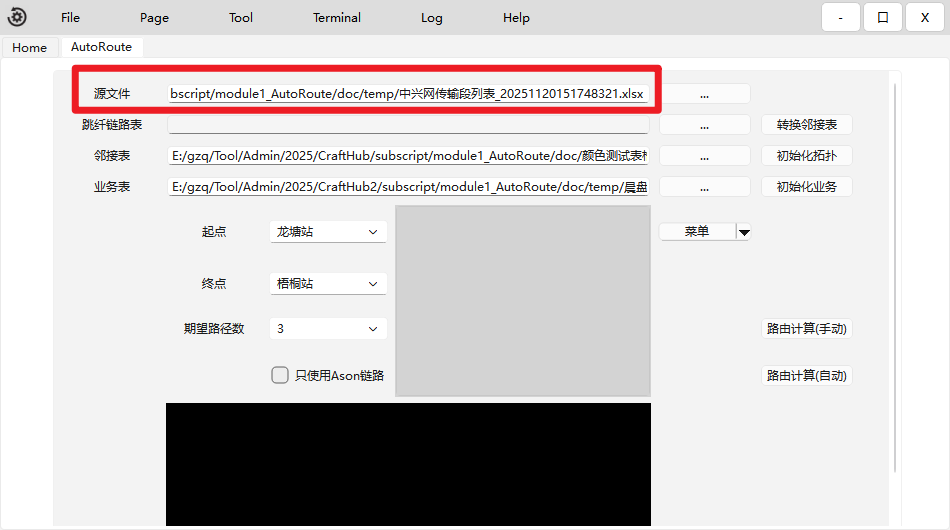 File Page Tool Terminal Log Help - 口 X
Home AutoRoute
源文件 bscript/module1_AutoRoute/doc/temp/中兴网传输段列表_20251120151748321.xlsx ...
跳纤链路表 ... 转换邻接表
邻接表 E:/gzq/Tool/Admin/2025/CraftHub/subscript/module1_AutoRoute/doc/颜色测试表 ... 初始化拓扑
业务表 E:/gzq/Tool/Admin/2025/CraftHub2/subscript/module1_AutoRoute/doc/temp/晨盘 ... 初始化业务
起点 龙塘站 菜单
终点 梧桐站
期望路径数 3 路由计算(手动)
只使用Ason链路 路由计算(自动)